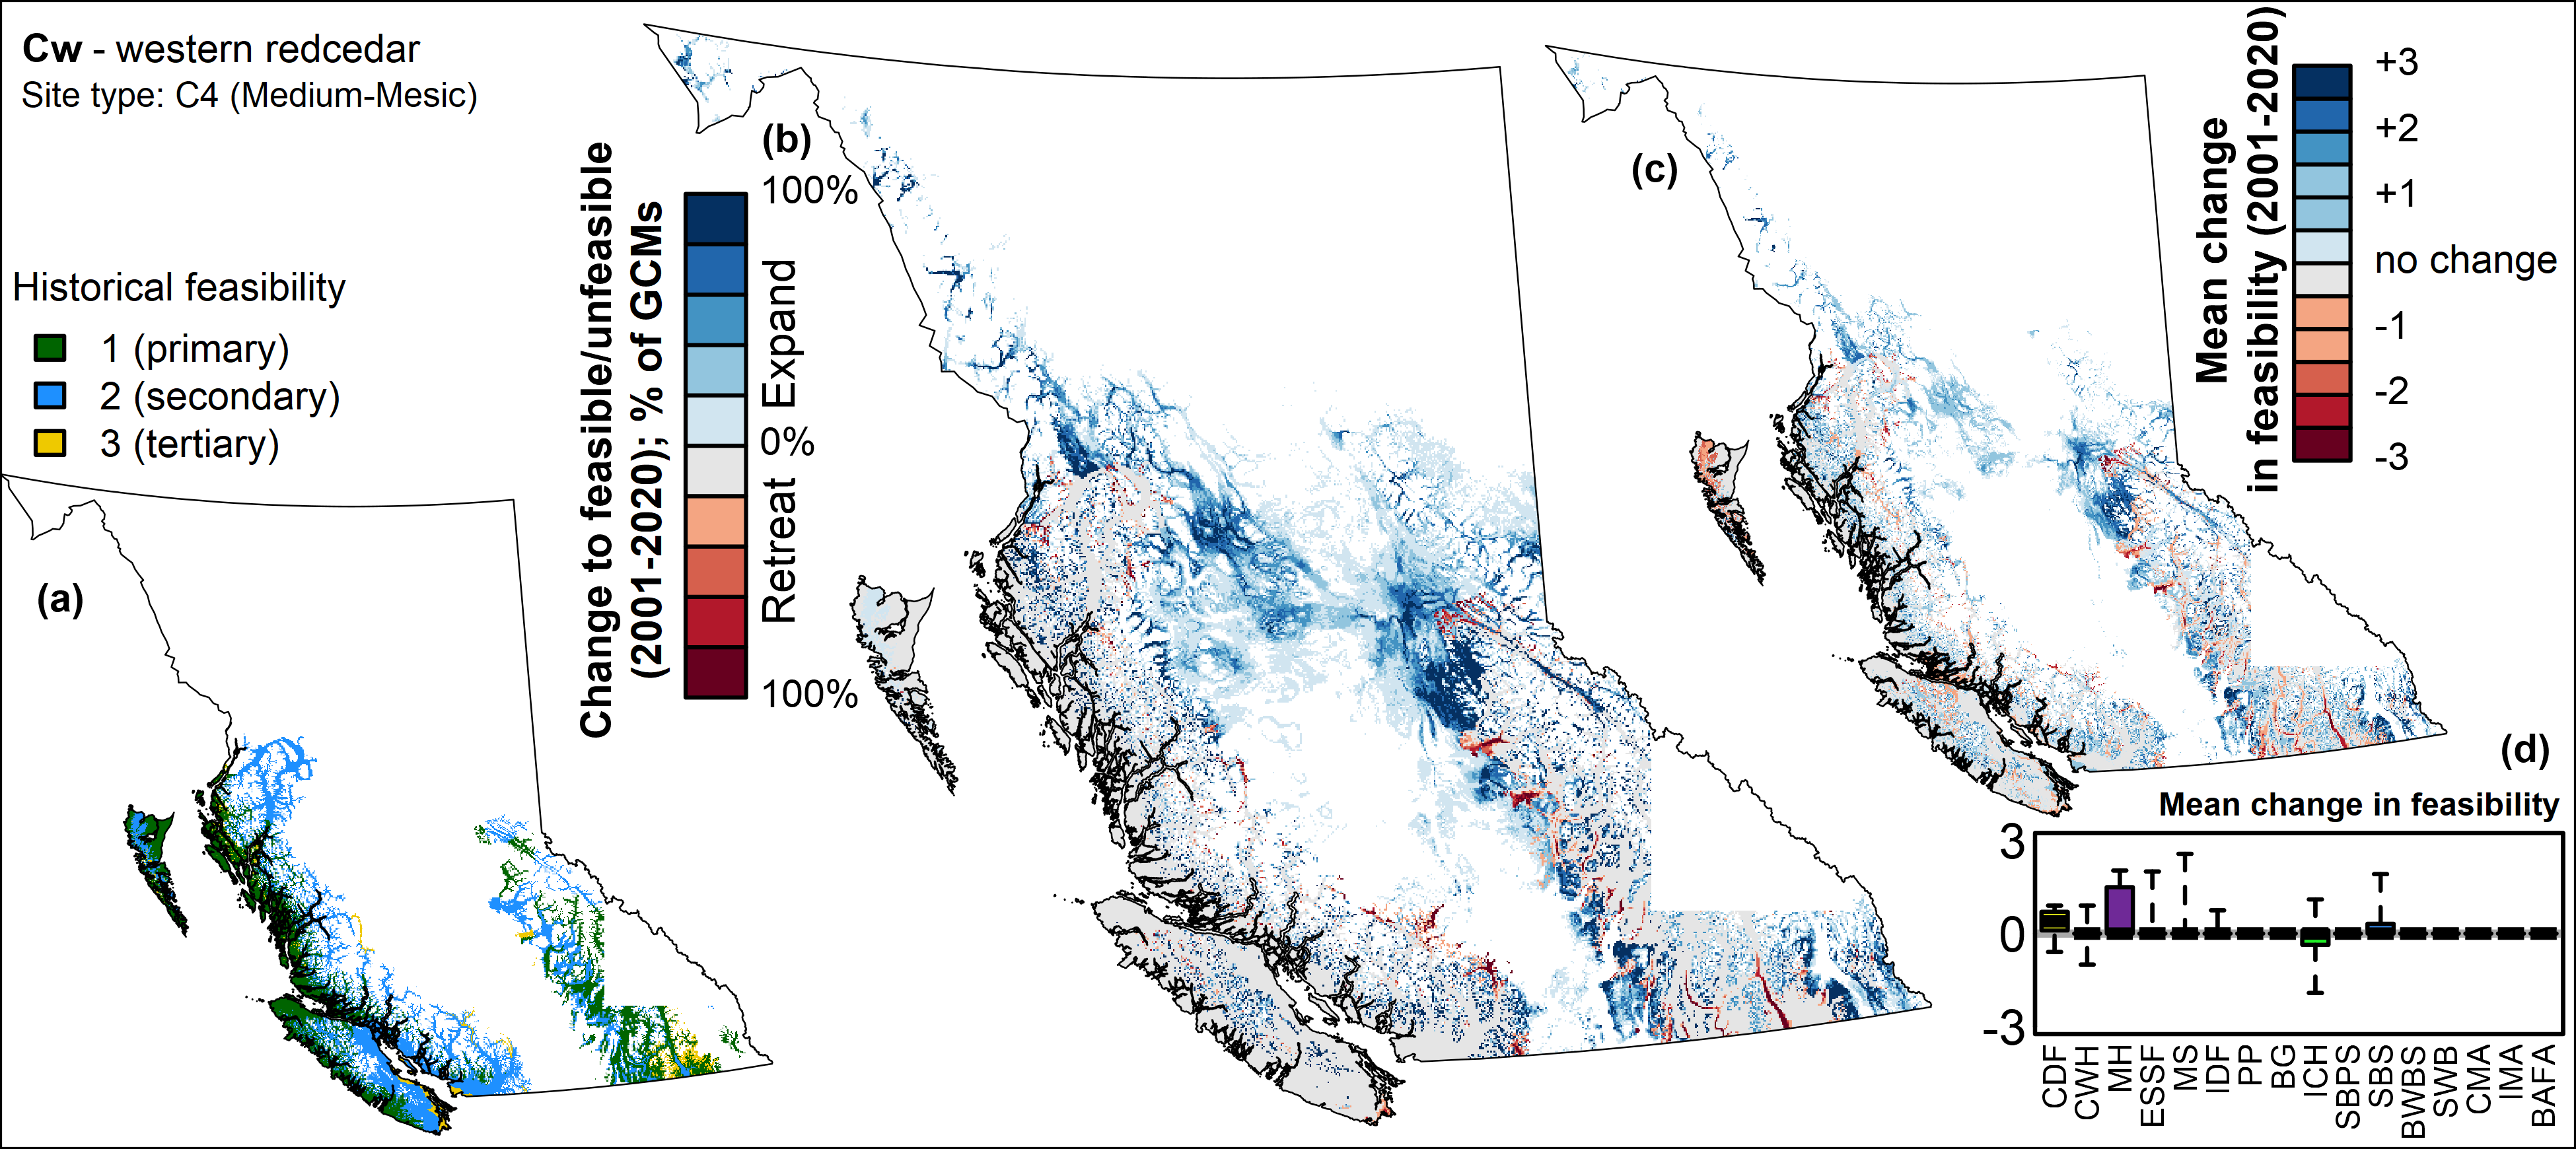 Cw - western redcedar
Site type: C4 (Medium-Mesic)
Historical feasibility
1 (primary)
2 (secondary)
3 (tertiary)
(a)
Change to feasible/unfeasible
(2001-2020); % of GCMs
(b)
100%
Expand
0%
Retreat
100%
(c)
Mean change
in feasibility (2001-2020)
+3
+2
+1
no change
-1
-2
-3
(d)
Mean change in feasibility
3
0
-3
CDF
CWH
MH
ESSF
MS
IDF
PP
BG
ICH
SBPS
SBS
BWBS
SWB
CMA
IMA
BAFA